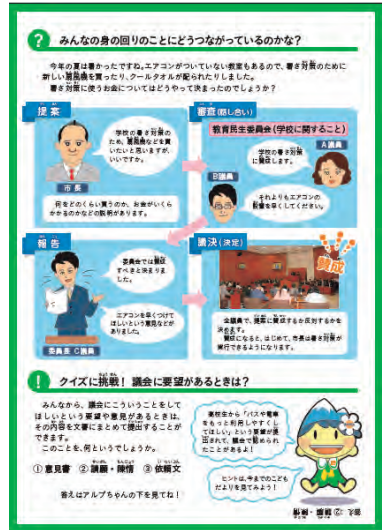 みんなの身の回りのことにどうつながっているのかな?
今年の夏は暑かったですね。エアコンがついていない教室もあるので、暑さ対策のために
新しい扇風機を買ったり、クールタオルが配られたりしました。
暑さ対策に使うお金についてはどうやって決まったのでしょうか?
提案
学校の暑さ対策の
ため、扇風機などを買
いたいと思いますが、
いいですか。
市長
何をどのくらい買うのか、お金がいくら
かかるのかなどの説明があります。
審査(話し合い)
教育民生委員会(学校に関すること)
A議員
学校の暑さ対策
に賛成します。
B議員
それよりもエアコンの
設置を早くしてください。
報告
委員会では賛成
すべきと決まりま
した。
エアコンを早くつけて
ほしいという意見などが
ありました。
委員長 C議員
議決(決定)
賛成
全議員で、提案に賛成するか反対するかを
決めます。
賛成になると、はじめて、市長は暑さ対策が
実行できるようになります。
クイズに挑戦! 議会に要望があるときは?
みんなから、議会にこういうことをして
ほしいという要望や意見があるときは、
その内容を文書にまとめて提出することが
できます。
このことを、何というでしょうか。
①意見書 ②請願・陳情 ③依頼文
答えはアルプちゃんの下を見てね!
高校生から「バスや電車
をもっと利用しやすくし
てほしい」という要望が提
出されて、議会で認められ
たことがあるよ!
ヒントは、今までのこども
だよりを見てみよう!
答え ②請願・陳情